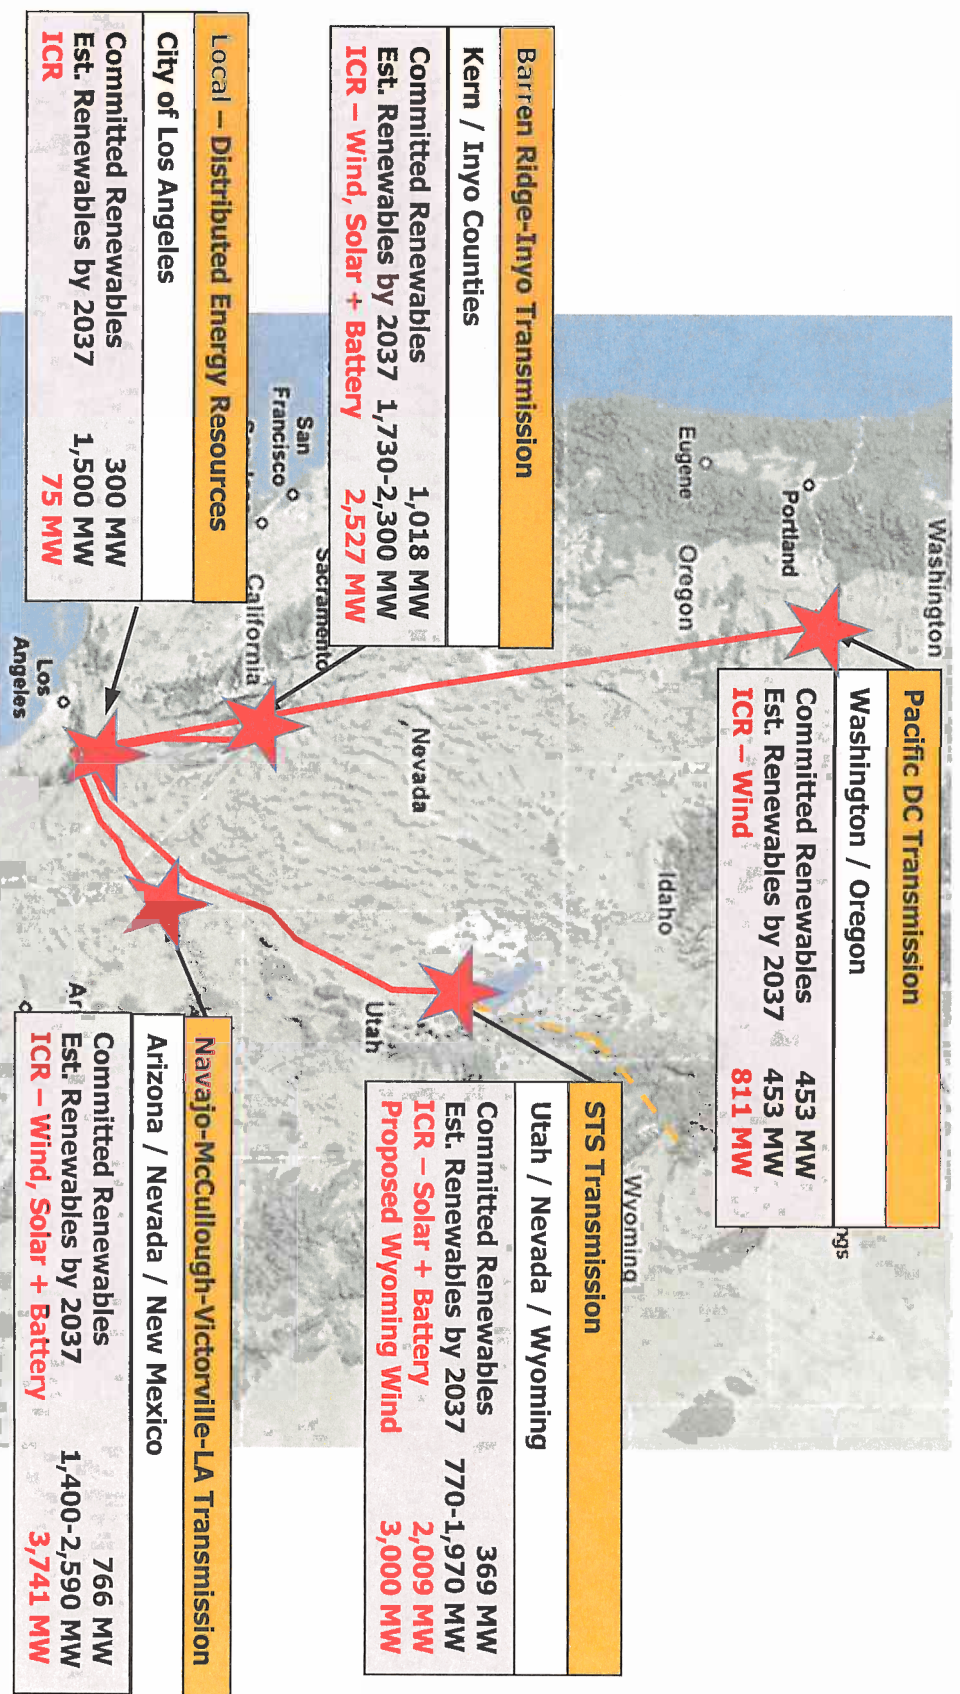 Pacific DC Transmission
Washington / Oregon
Committed Renewables 453 MW
Est. Renewables by 2037 453 MW
ICR – Wind 811 MW
Barren Ridge-Inyo Transmission
Kern / Inyo Counties
Committed Renewables 1,018 MW
Est. Renewables by 2037 1,730-2,300 MW
ICR – Wind, Solar + Battery 2,527 MW
STS Transmission
Utah / Nevada / Wyoming
Committed Renewables 369 MW
Est. Renewables by 2037 770-1,970 MW
ICR – Solar + Battery 2,009 MW
Proposed Wyoming Wind 3,000 MW
Local – Distributed Energy Resources
City of Los Angeles
Committed Renewables 300 MW
Est. Renewables by 2037 1,500 MW
ICR 75 MW
Navajo-McCullough-Victorville-LA Transmission
Arizona / Nevada / New Mexico
Committed Renewables 766 MW
Est. Renewables by 2037 1,400-2,590 MW
ICR – Wind, Solar + Battery 3,741 MW
Washington
Portland
Eugene
Oregon
Idaho
ngs
Wyoming
Nevada
Utah
Sacramento
San
Francisco
California
Los
Angeles
Ar